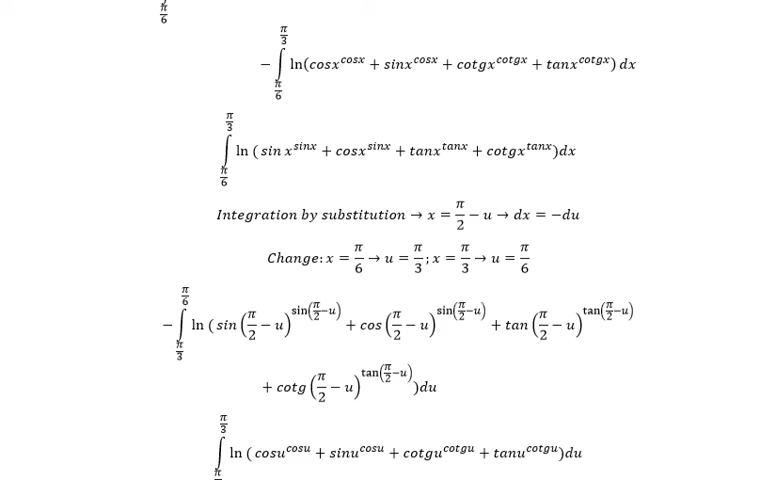 π/6
− ∫_{π/6}^{π/3} ln(cosx^{cosx} + sinx^{cosx} + cotgx^{cotgx} + tanx^{cotgx}) dx
∫_{π/6}^{π/3} ln ( sin x^{sinx} + cosx^{sinx} + tanx^{tanx} + cotgx^{tanx})dx
Integration by substitution → x = π/2 − u → dx = −du
Change: x = π/6 → u = π/3 ; x = π/3 → u = π/6
− ∫_{π/3}^{π/6} ln ( sin (π/2 − u)^{sin(π/2−u)} + cos (π/2 − u)^{sin(π/2−u)} + tan (π/2 − u)^{tan(π/2−u)}
+ cotg (π/2 − u)^{tan(π/2−u)})du
∫_{π}^{π/3} ln ( cosu^{cosu} + sinu^{cosu} + cotgu^{cotgu} + tanu^{cotgu})du